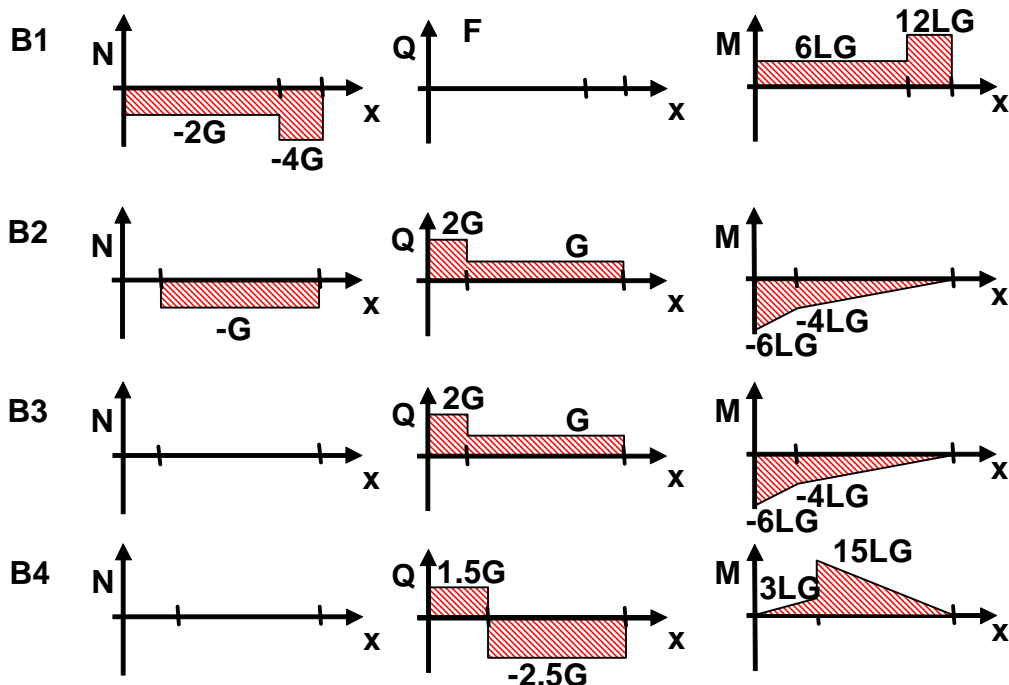 B1
N
-2G
-4G
x
Q
F
x
M
6LG
12LG
x
B2
N
-G
x
Q
2G
G
x
M
-4LG
-6LG
x
B3
N
x
Q
2G
G
x
M
-4LG
-6LG
x
B4
N
x
Q
1.5G
-2.5G
x
M
3LG
15LG
x